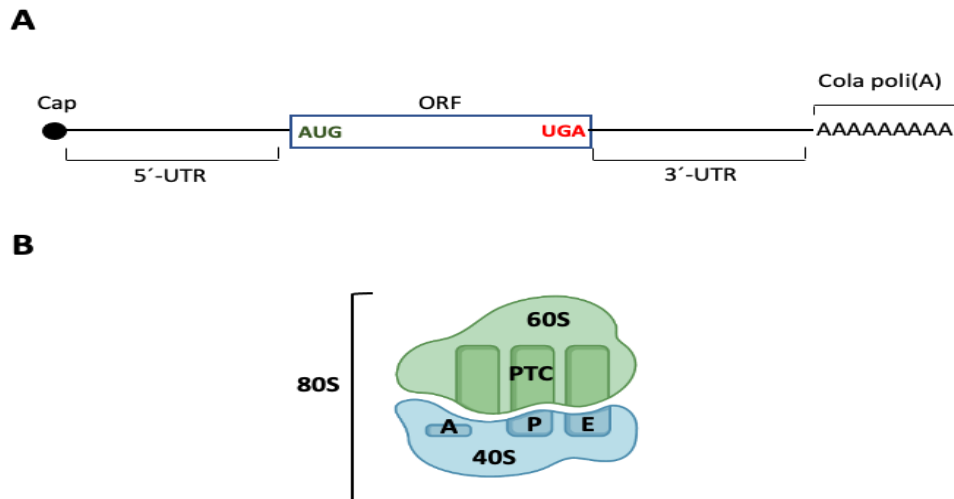 A
Cola poli(A)
Cap
ORF
AUG
UGA
AAAAAAAAA
5´-UTR
3´-UTR
B
60S
80S
PTC
A
P
E
40S